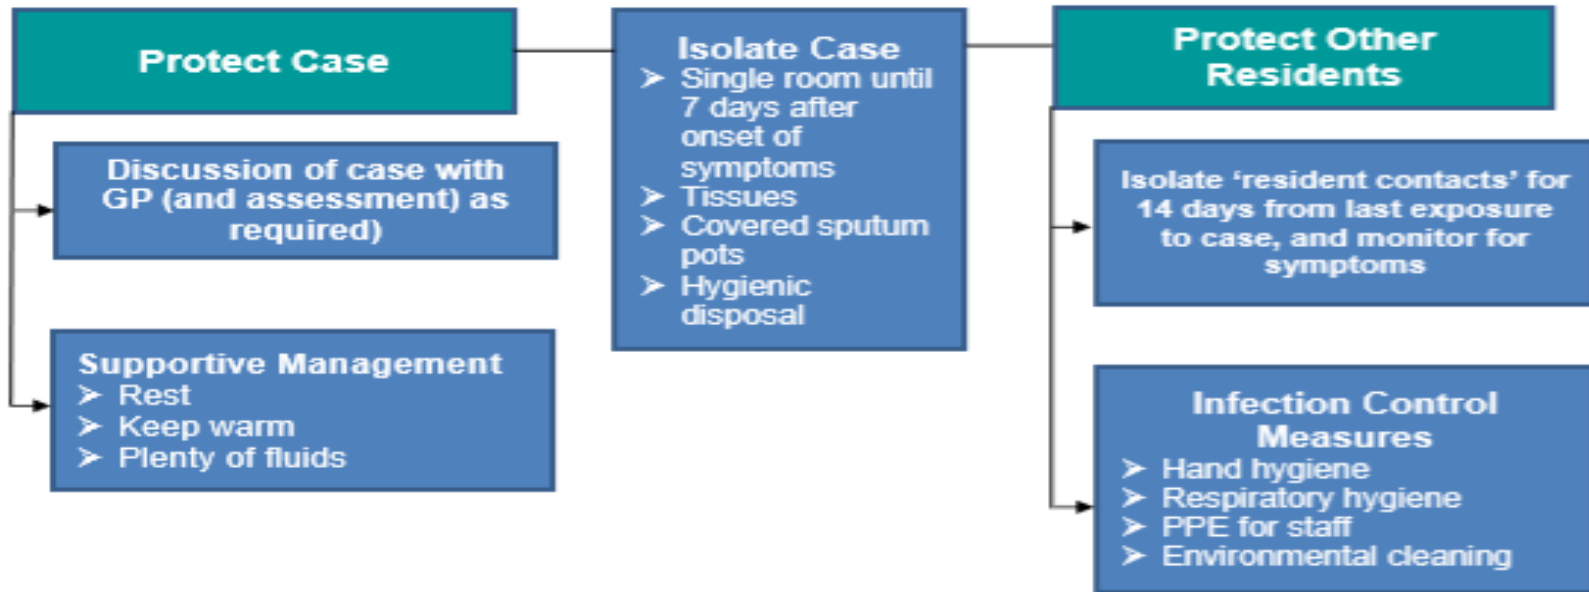 Protect Case
Discussion of case with
GP (and assessment) as
required)
Supportive Management
➤ Rest
➤ Keep warm
➤ Plenty of fluids
Isolate Case
➤ Single room until
7 days after
onset of
symptoms
➤ Tissues
➤ Covered sputum
pots
➤ Hygienic
disposal
Protect Other
Residents
Isolate ‘resident contacts’ for
14 days from last exposure
to case, and monitor for
symptoms
Infection Control
Measures
➤ Hand hygiene
➤ Respiratory hygiene
➤ PPE for staff
➤ Environmental cleaning